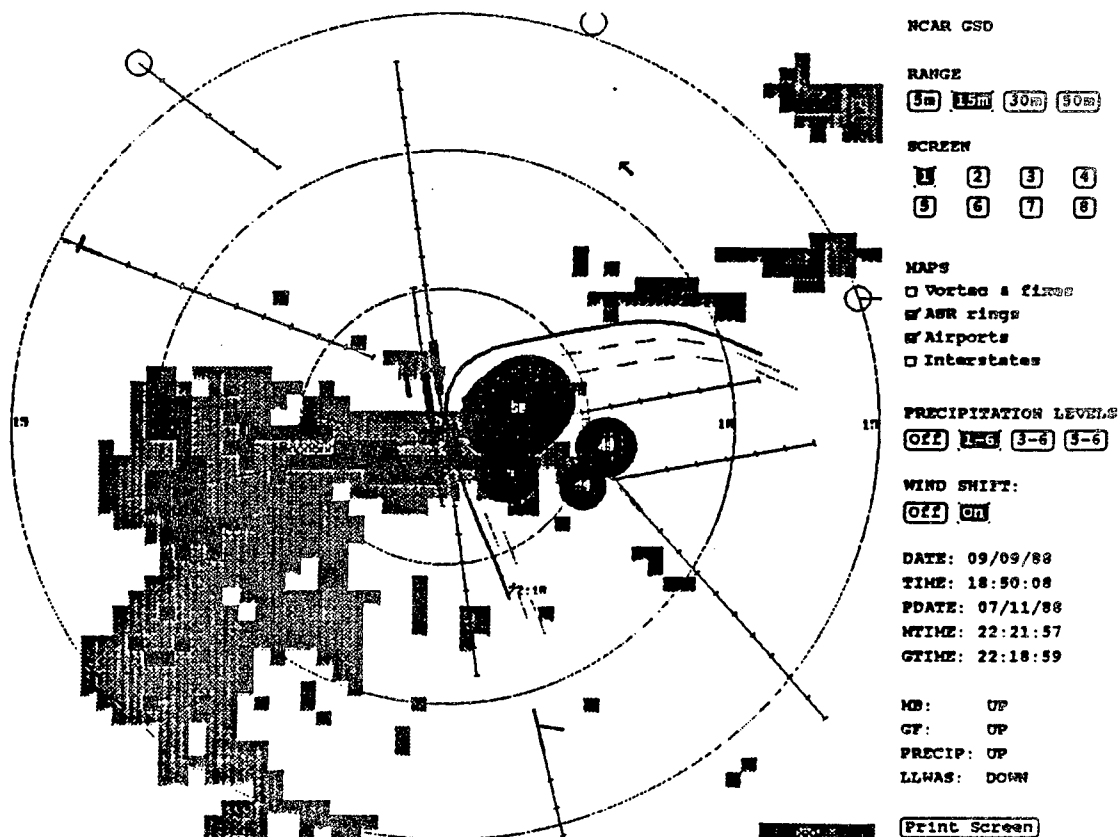 NCAR GSD
RANGE
5m 15m 30m 50m
SCREEN
1 2 3 4
5 6 7 8
MAPS
Vortac & fixes
ASR rings
Airports
Interstates
PRECIPITATION LEVELS
Off 1-6 3-6 5-6
WIND SHIFT:
Off On
DATE: 09/09/88
TIME: 18:50:08
PDATE: 07/11/88
MTIME: 22:21:57
GTIME: 22:18:59
MB: UP
GF: UP
PRECIP: UP
LLWAS: DOWN
Print Screen